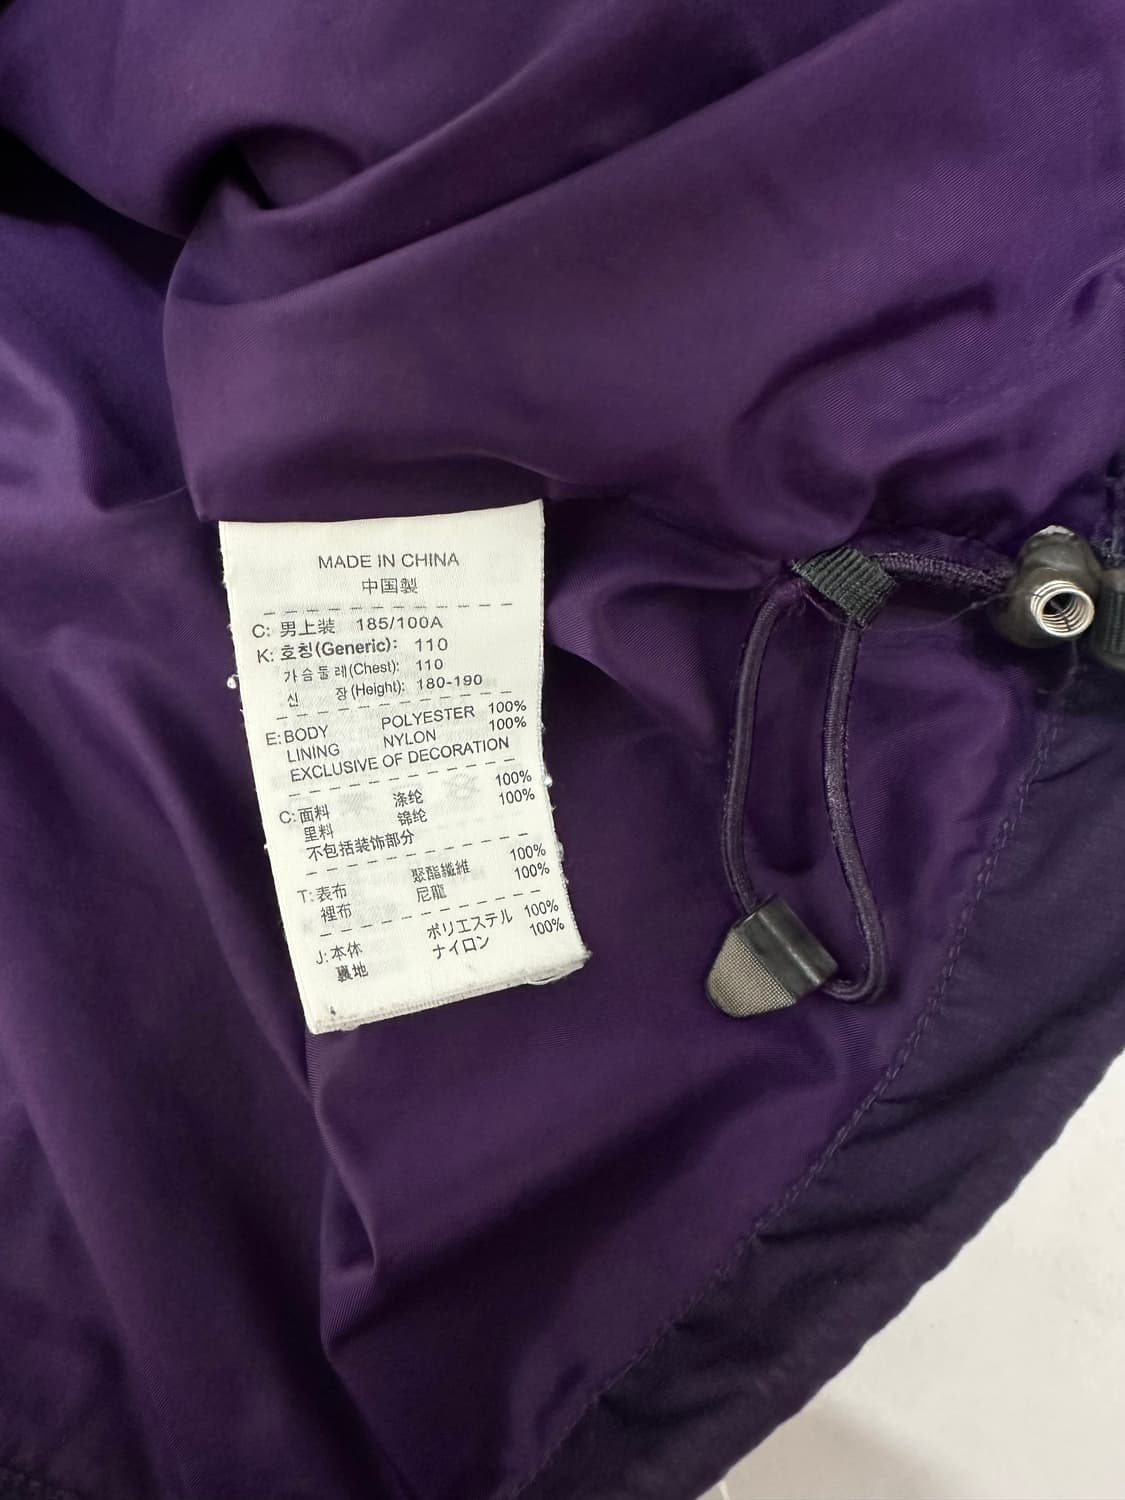 MADE IN CHINA
中国製
C: 男上装 185/100A
K: 호칭(Generic): 110
가슴둘레(Chest): 110
신 장(Height): 180-190
E: BODY POLYESTER 100%
LINING NYLON 100%
EXCLUSIVE OF DECORATION
C: 面料 涤纶 100%
里料 锦纶 100%
不包括装饰部分
T: 表布 聚酯纖維 100%
裡布 尼龍 100%
J: 本体 ポリエステル 100%
裏地 ナイロン 100%